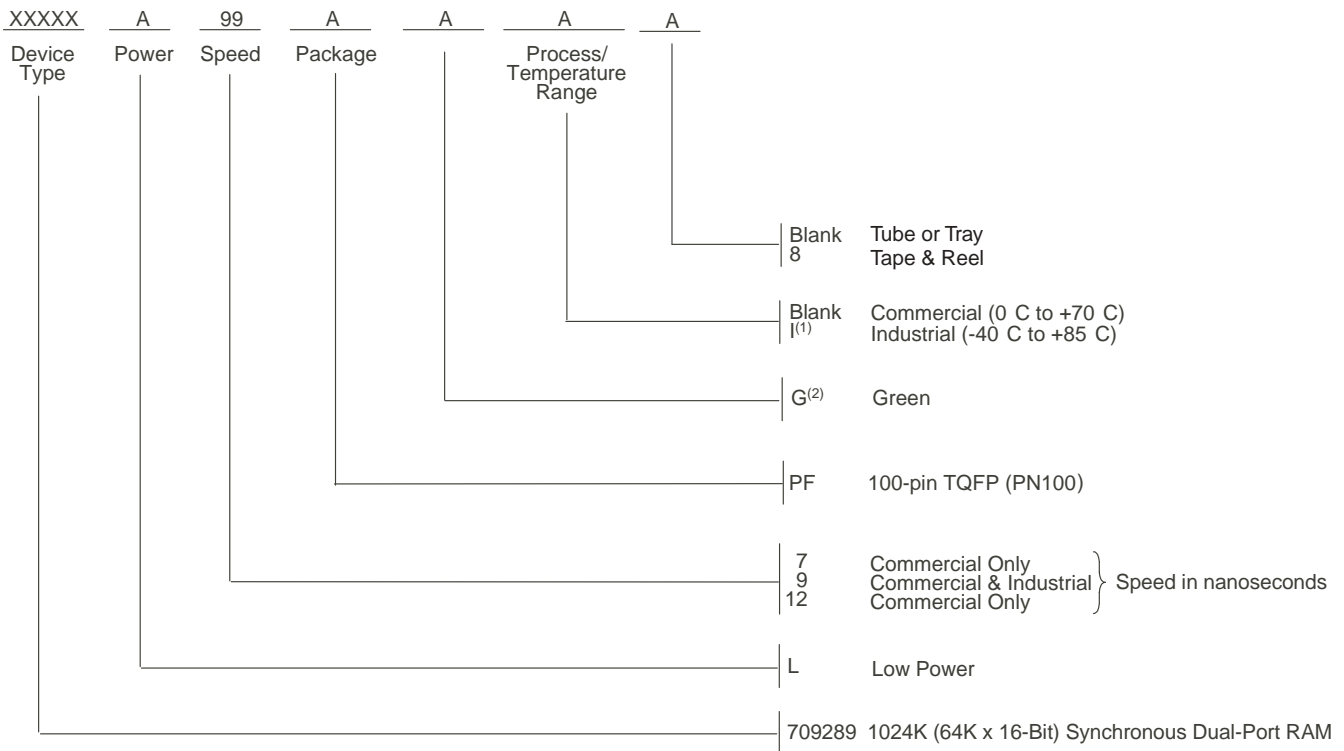 XXXXX A 99 A A A A
Device Type Power Speed Package Process/ Temperature Range
Blank Tube or Tray
8 Tape & Reel
Blank Commercial (0 C to +70 C)
I(1) Industrial (-40 C to +85 C)
G(2) Green
PF 100-pin TQFP (PN100)
7 Commercial Only
9 Commercial & Industrial Speed in nanoseconds
12 Commercial Only
L Low Power
709289 1024K (64K x 16-Bit) Synchronous Dual-Port RAM